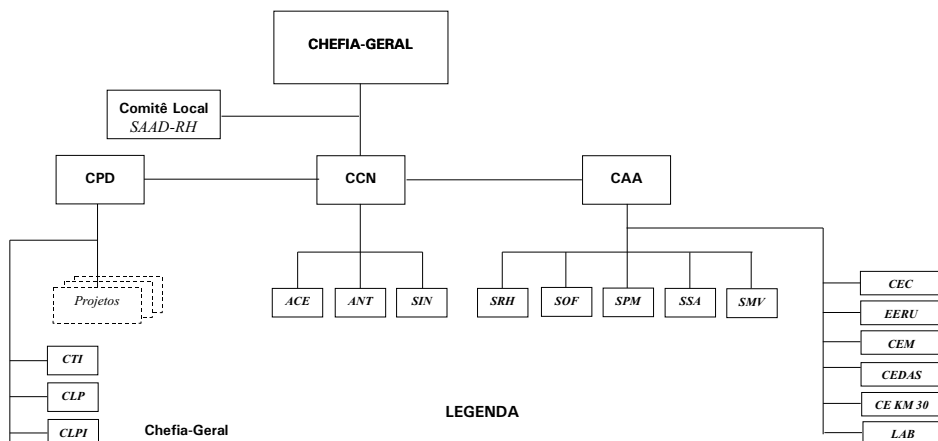 CHEFIA-GERAL
Comitê Local
SAAD-RH
CPD
CCN
CAA
Projetos
ACE
ANT
SIN
SRH
SOF
SPM
SSA
SMV
CEC
EERU
CEM
CEDAS
CE KM 30
LAB
CTI
CLP
CLPI
LEGENDA
Chefia-Geral